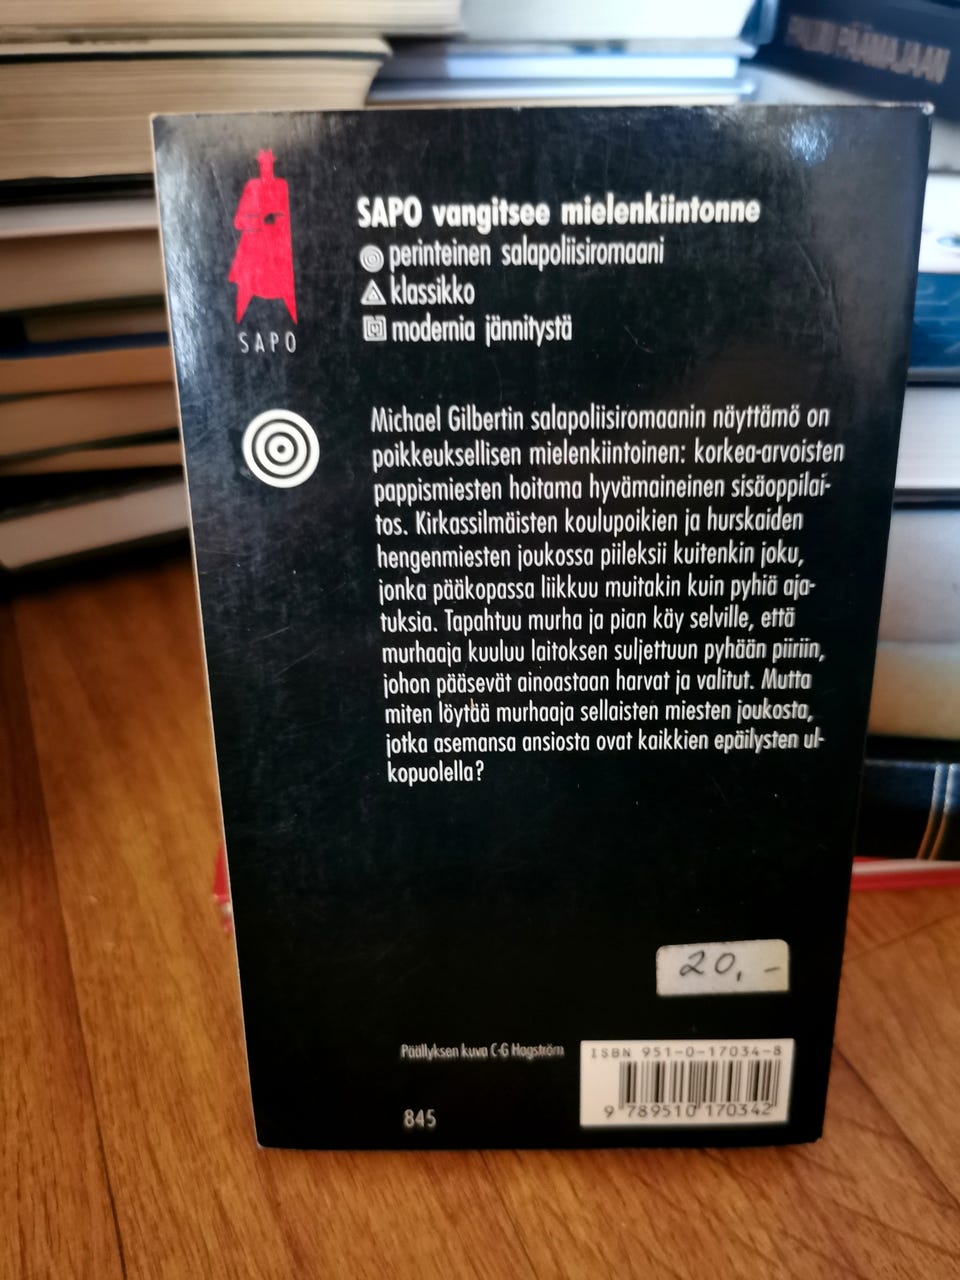 PÄÄMAJAAN
SAPO
SAPO vangitsee mielenkiintonne
perinteinen salapoliisiromaani
klassikko
modernia jännitystä
Michael Gilbertin salapoliisiromaanin näyttämö on
poikkeuksellisen mielenkiintoinen: korkea-arvoisten
pappismiesten hoitama hyvämaineinen sisäoppilai-
tos. Kirkassilmäisten koulupoikien ja hurskaiden
hengenmiesten joukossa piileksii kuitenkin joku,
jonka pääkopassa liikkuu muitakin kuin pyhiä aja-
tuksia. Tapahtuu murha ja pian käy selville, että
murhaaja kuuluu laitoksen suljettuun pyhään piiriin,
johon pääsevät ainoastaan harvat ja valitut. Mutta
miten löytää murhaaja sellaisten miesten joukosta,
jotka asemansa ansiosta ovat kaikkien epäilysten ul-
kopuolella?
20,-
Päällyksen kuva C-G Hagström
845
ISBN 951-0-17034-8
9 789510 170342